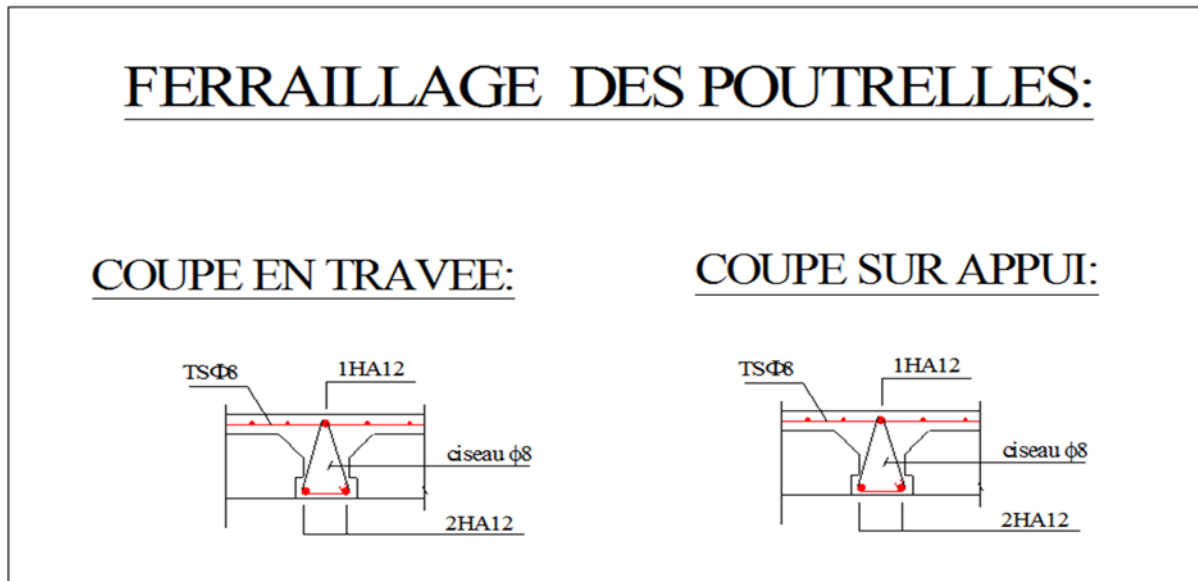 FERRAILLAGE DES POUTRELLES:
COUPE EN TRAVEE:
COUPE SUR APPUI:
TSΦ8
1HA12
ciseau ϕ8
2HA12
TSΦ8
1HA12
ciseau ϕ8
2HA12